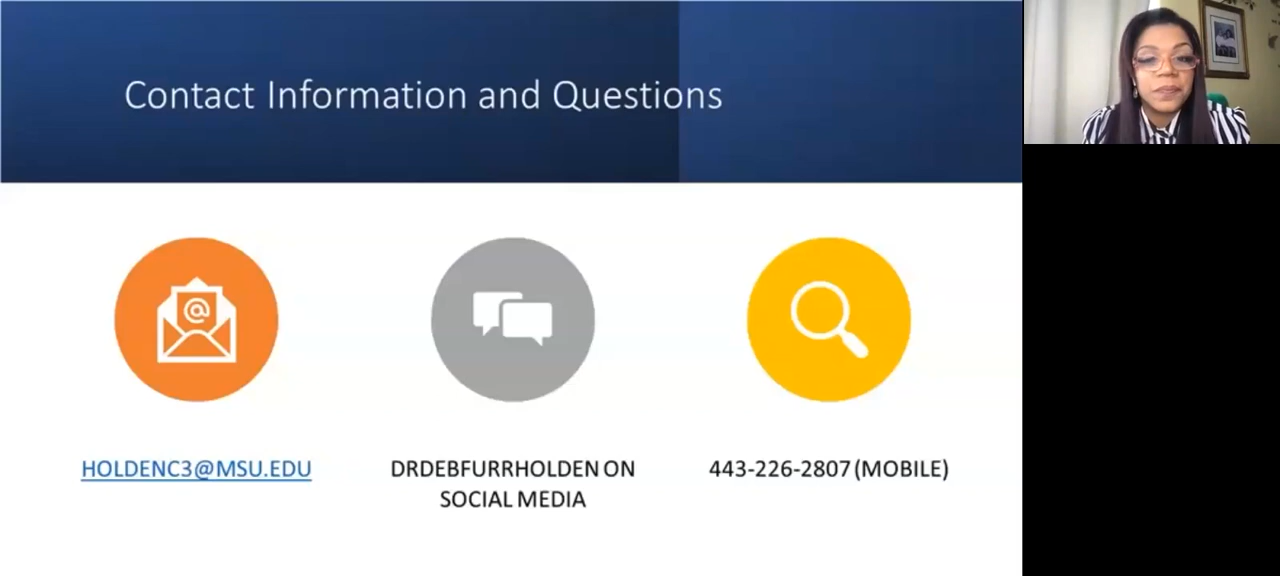 Contact Information and Questions
@
HOLDENC3@MSU.EDU
DRDEBFURRHOLDEN ON
SOCIAL MEDIA
443-226-2807 (MOBILE)